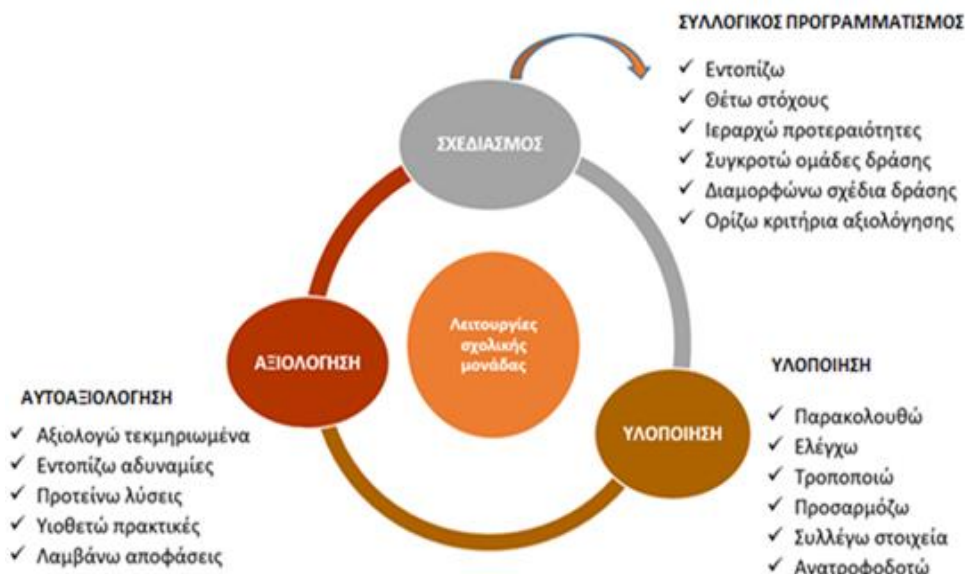 ΣΥΛΛΟΓΙΚΟΣ ΠΡΟΓΡΑΜΜΑΤΙΣΜΟΣ
✓ Εντοπίζω
✓ Θέτω στόχους
✓ Ιεραρχώ προτεραιότητες
✓ Συγκροτώ ομάδες δράσης
✓ Διαμορφώνω σχέδια δράσης
✓ Ορίζω κριτήρια αξιολόγησης
ΣΧΕΔΙΑΣΜΟΣ
Λειτουργίες
σχολικής
μονάδας
ΑΞΙΟΛΟΓΗΣΗ
ΥΛΟΠΟΙΗΣΗ
ΑΥΤΟΑΞΙΟΛΟΓΗΣΗ
✓ Αξιολογώ τεκμηριωμένα
✓ Εντοπίζω αδυναμίες
✓ Προτείνω λύσεις
✓ Υιοθετώ πρακτικές
✓ Λαμβάνω αποφάσεις
ΥΛΟΠΟΙΗΣΗ
✓ Παρακολουθώ
✓ Ελέγχω
✓ Τροποποιώ
✓ Προσαρμόζω
✓ Συλλέγω στοιχεία
✓ Ανατροφοδοτώ